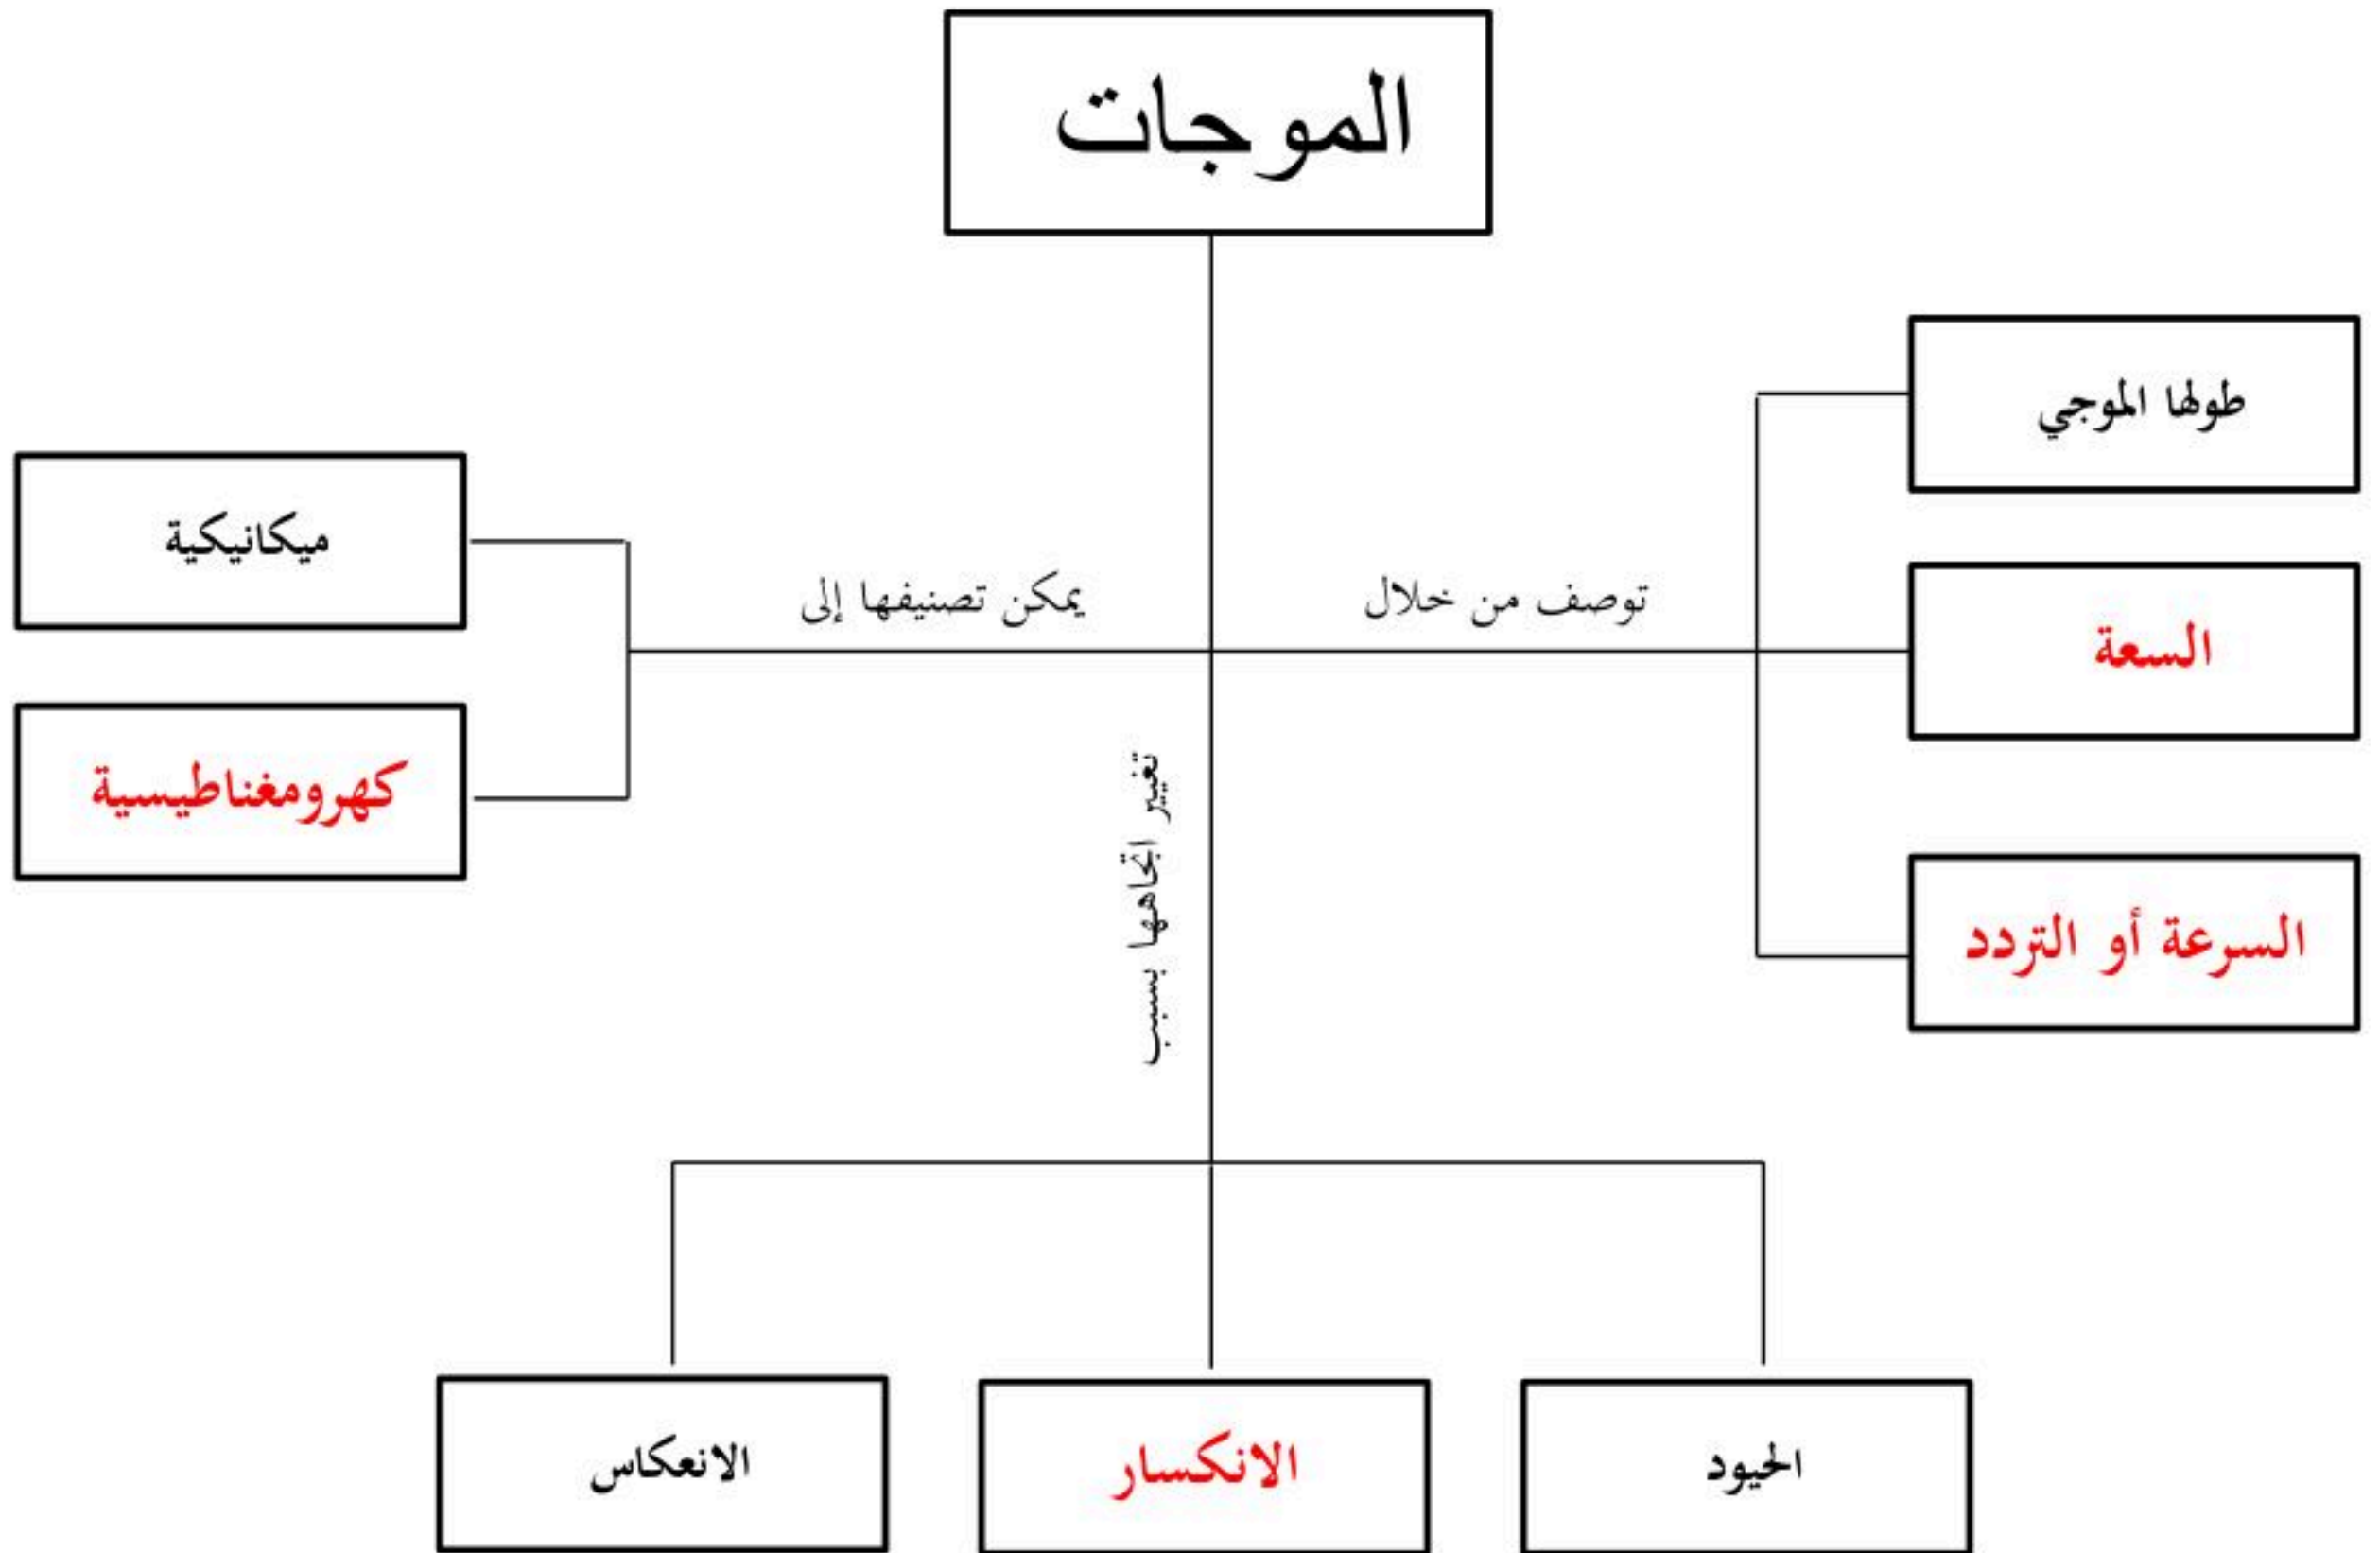 الموجات
طولها الموجي
ميكانيكية
توصف من خلال
يمكن تصنيفها إلى
السعة
كهرومغناطيسية
تغيير اتجاهها بسبب
السرعة أو التردد
الحيود
الانكسار
الانعكاس